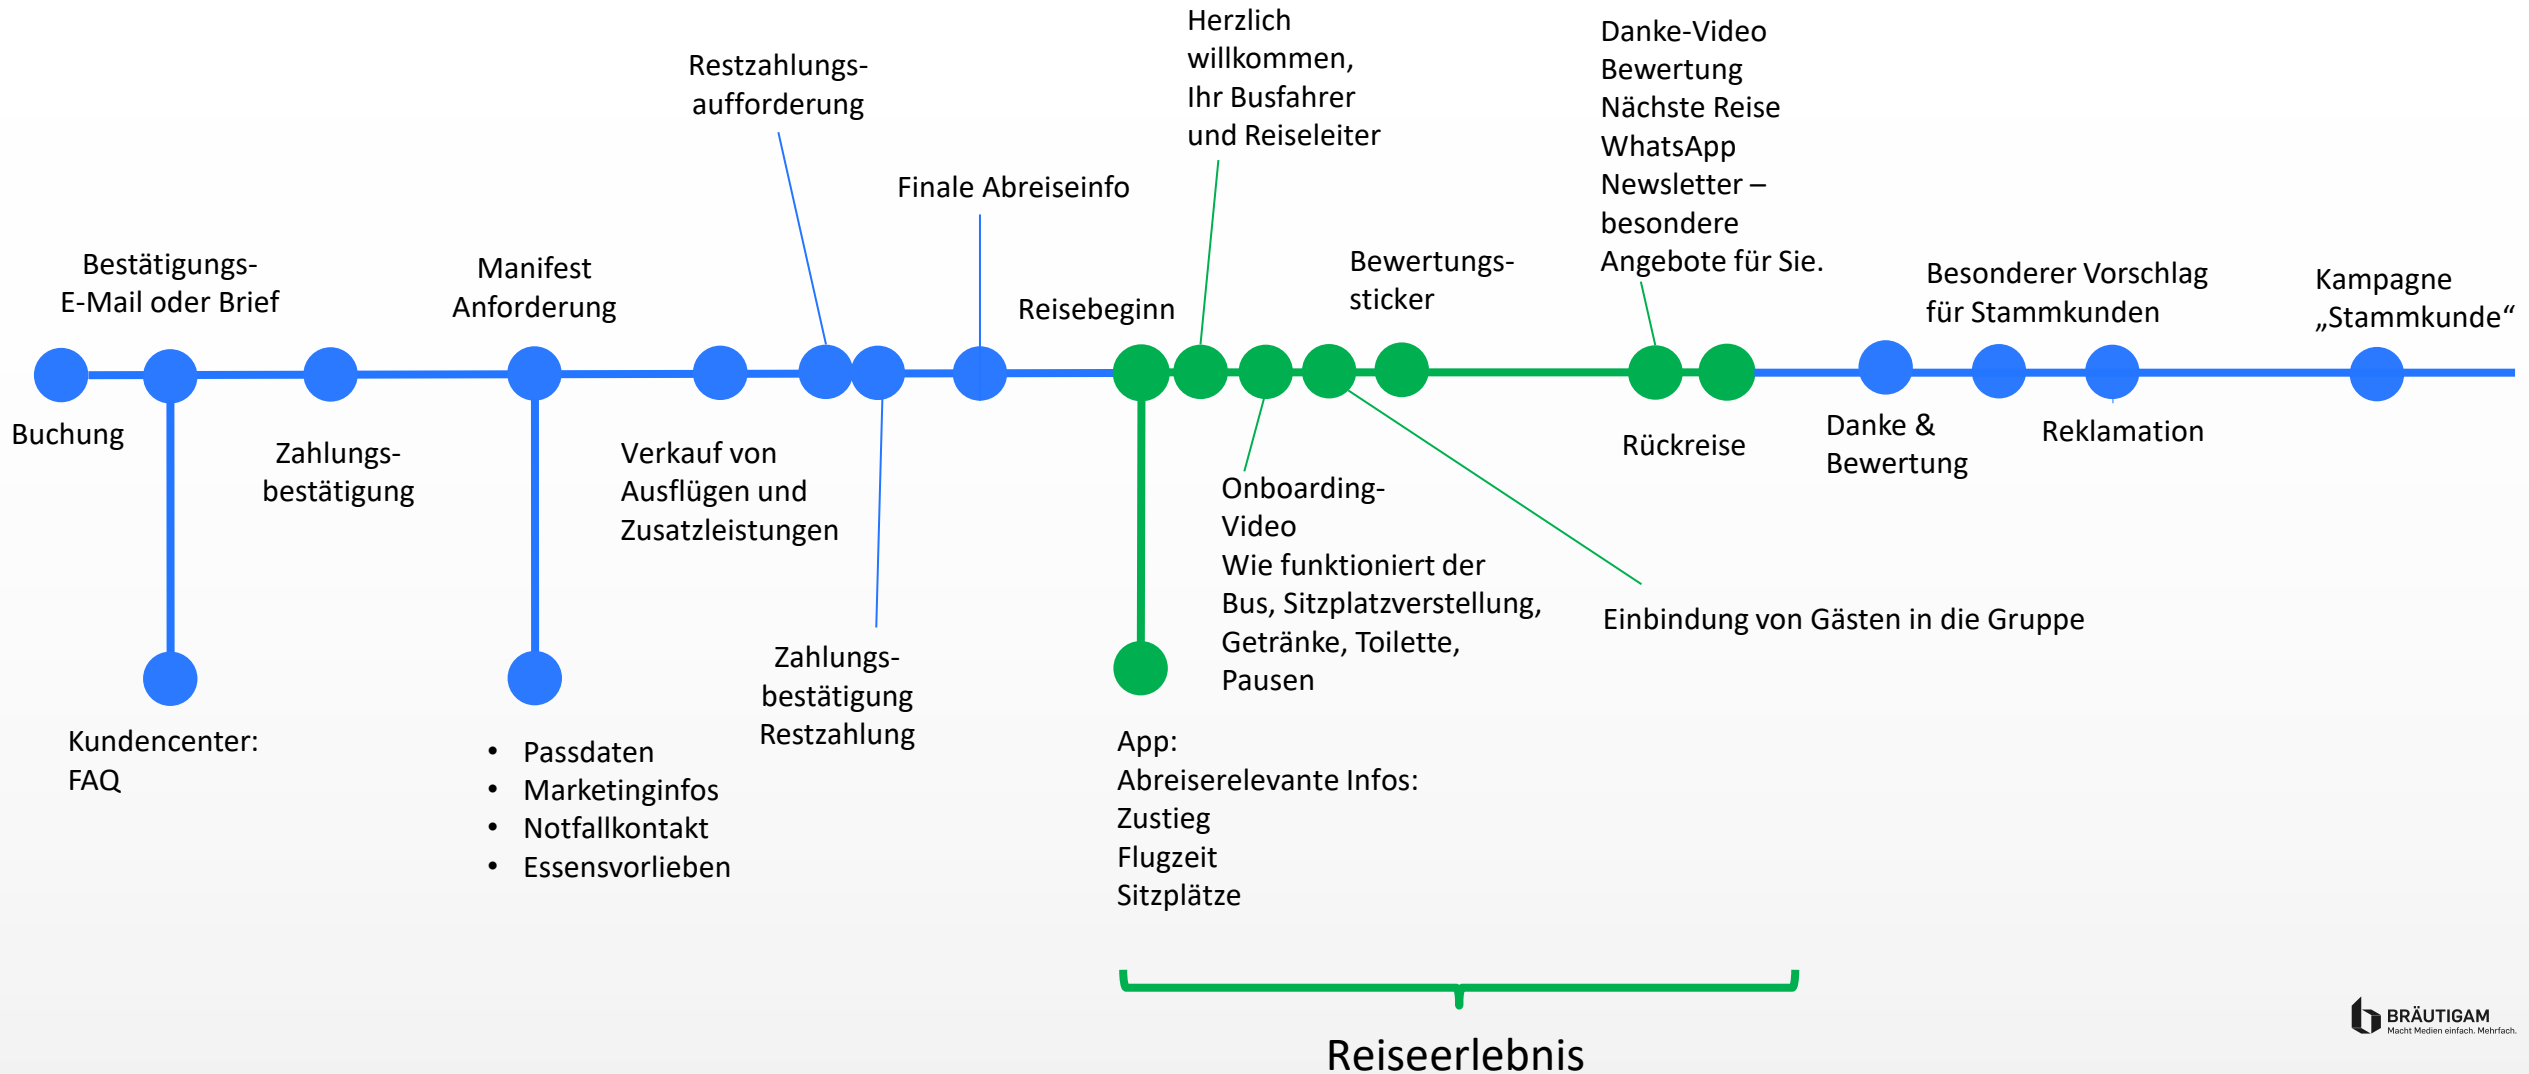 Herzlich
willkommen,
Ihr Busfahrer
und Reiseleiter
Danke-Video
Bewertung
Nächste Reise
WhatsApp
Newsletter –
besondere
Angebote für Sie.
Restzahlungs-
aufforderung
Finale Abreiseinfo
Bestätigungs-
E-Mail oder Brief
Manifest
Anforderung
Reisebeginn
Bewertungs-
sticker
Besonderer Vorschlag
für Stammkunden
Kampagne
„Stammkunde“
Buchung
Zahlungs-
bestätigung
Verkauf von
Ausflügen und
Zusatzleistungen
Onboarding-
Video
Wie funktioniert der
Bus, Sitzplatzverstellung,
Getränke, Toilette,
Pausen
Rückreise
Danke &
Bewertung
Reklamation
Einbindung von Gästen in die Gruppe
Zahlungs-
bestätigung
Restzahlung
Kundencenter:
FAQ
• Passdaten
• Marketinginfos
• Notfallkontakt
• Essensvorlieben
App:
Abreiserelevante Infos:
Zustieg
Flugzeit
Sitzplätze
Reiseerlebnis
BRÄUTIGAM
Macht Medien einfach. Mehrfach.